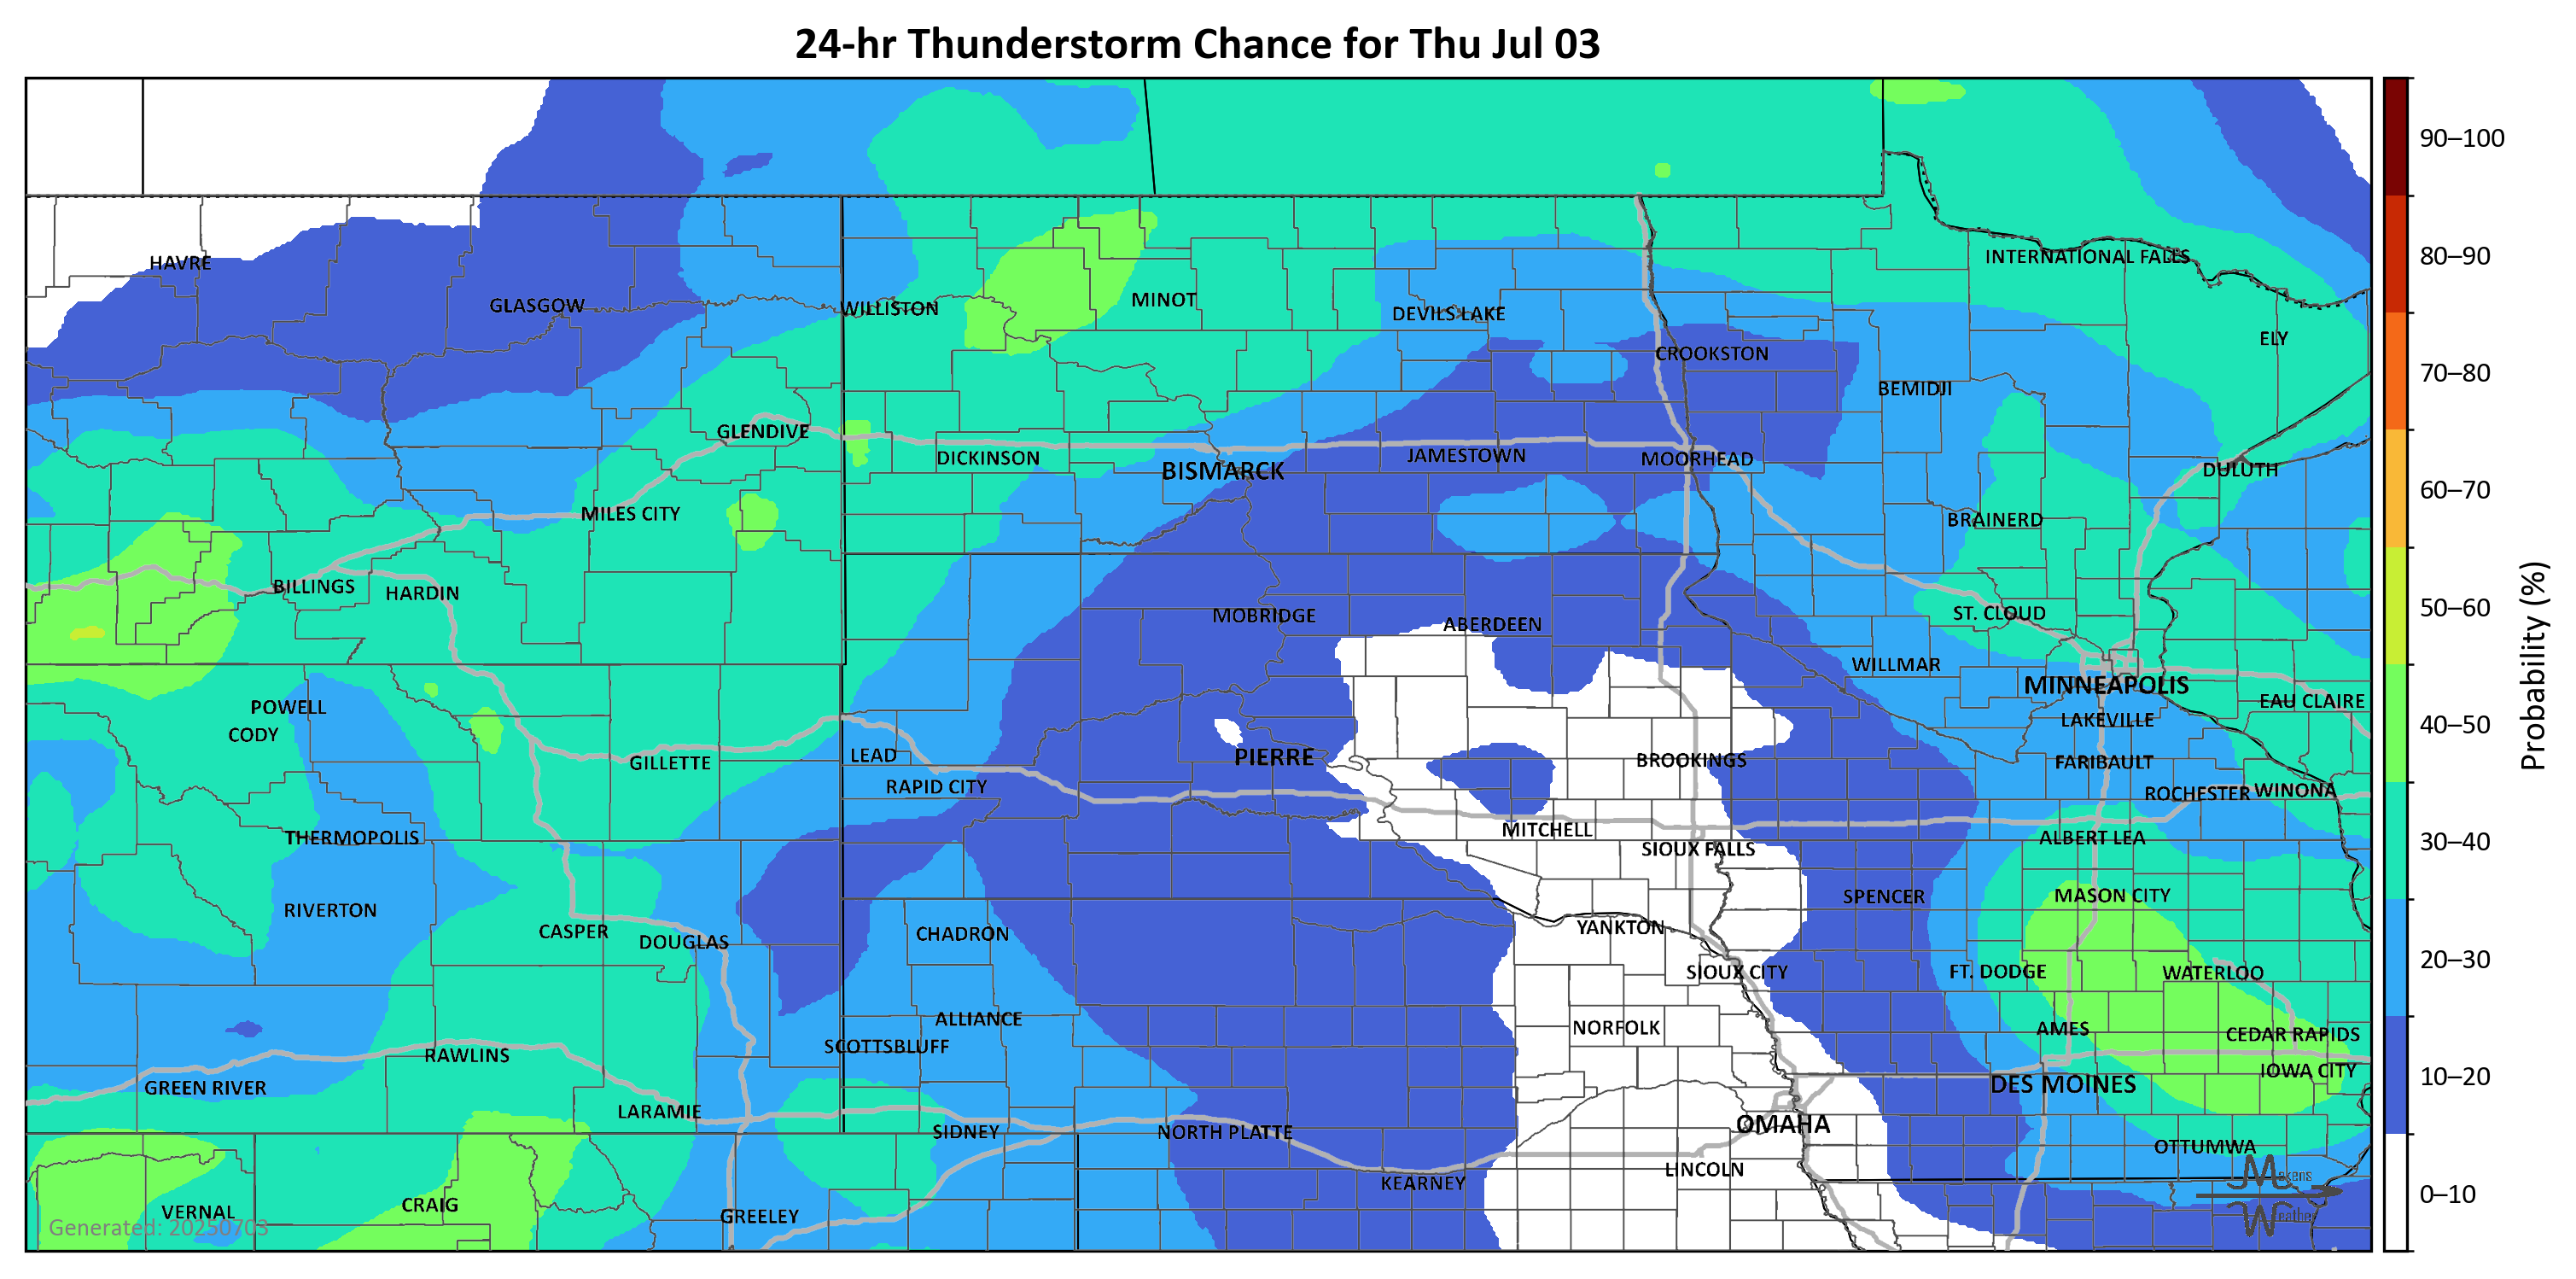 24-hr Thunderstorm Chance for Thu Jul 03
90–100
80–90
70–80
60–70
50–60
40–50
30–40
20–30
10–20
0–10
Probability (%)
HAVRE
INTERNATIONAL FALLS
GLASGOW
WILLISTON
MINOT
DEVILS LAKE
ELY
CROOKSTON
BEMIDJI
GLENDIVE
DICKINSON
BISMARCK
JAMESTOWN
MOORHEAD
DULUTH
MILES CITY
BRAINERD
BILLINGS
HARDIN
MOBRIDGE
ABERDEEN
ST. CLOUD
WILLMAR
MINNEAPOLIS
POWELL
EAU CLAIRE
CODY
LAKEVILLE
GILLETTE
LEAD
PIERRE
BROOKINGS
FARIBAULT
RAPID CITY
ROCHESTER
WINONA
THERMOPOLIS
MITCHELL
SIOUX FALLS
ALBERT LEA
RIVERTON
SPENCER
MASON CITY
CASPER
DOUGLAS
CHADRON
YANKTON
SIOUX CITY
FT. DODGE
WATERLOO
ALLIANCE
NORFOLK
AMES
CEDAR RAPIDS
RAWLINS
SCOTTSBLUFF
IOWA CITY
GREEN RIVER
DES MOINES
LARAMIE
SIDNEY
NORTH PLATTE
OMAHA
OTTUMWA
LINCOLN
KEARNEY
VERNAL
CRAIG
GREELEY
Generated: 20250703
Makens
Weather